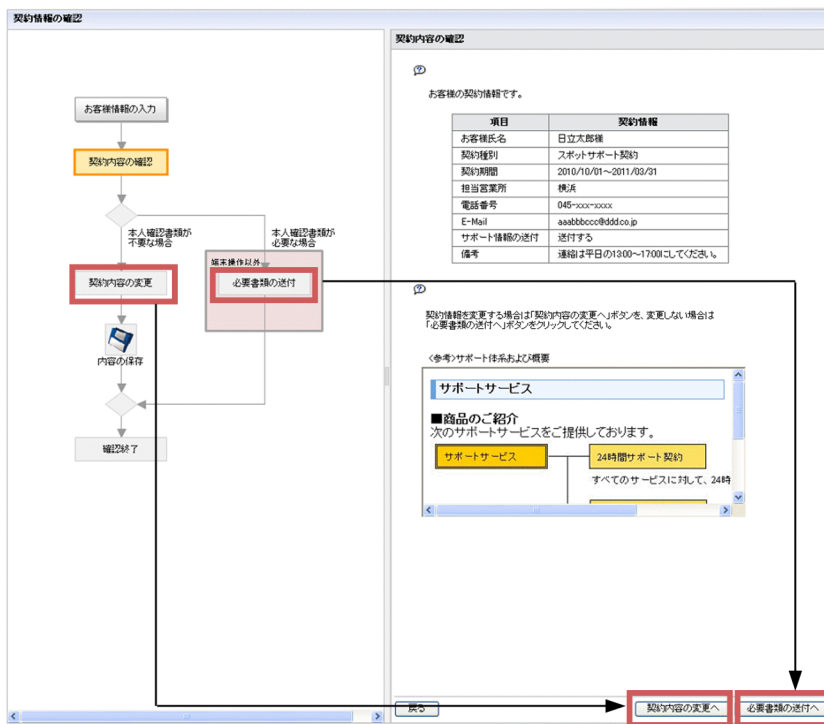 契約情報の確認
お客様情報の入力
契約内容の確認
本人確認書類が
不要な場合
本人確認書類が
必要な場合
端末操作以外
契約内容の変更
必要書類の送付
内容の保存
確認終了
契約内容の確認
お客様の契約情報です。
項目 契約情報
お客様氏名 日立太郎様
契約種別 スポットサポート契約
契約期間 2010/10/01～2011/03/31
担当営業所 横浜
電話番号 045-xxx-xxxx
E-Mail aaabbbccc@ddd.co.jp
サポート情報の送付 送付する
備考 連絡は平日の13:00～17:00にしてください。
契約情報を変更する場合は「契約内容の変更へ」ボタンを、変更しない場合は
「必要書類の送付へ」ボタンをクリックしてください。
<参考>サポート体系および概要
サポートサービス
■商品のご紹介
次のサポートサービスをご提供しております。
サポートサービス
24時間サポート契約
すべてのサービスに対して、24時
戻る
契約内容の変更へ
必要書類の送付へ